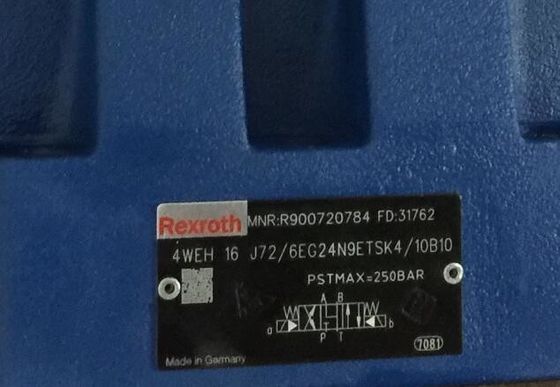 Rexroth MNR:R900720784 FD:31762
4WEH 16 J72/6EG24N9ETSK4/10B10
PSTMAX=250BAR
A B
a b
P T
7081
Made in Germany